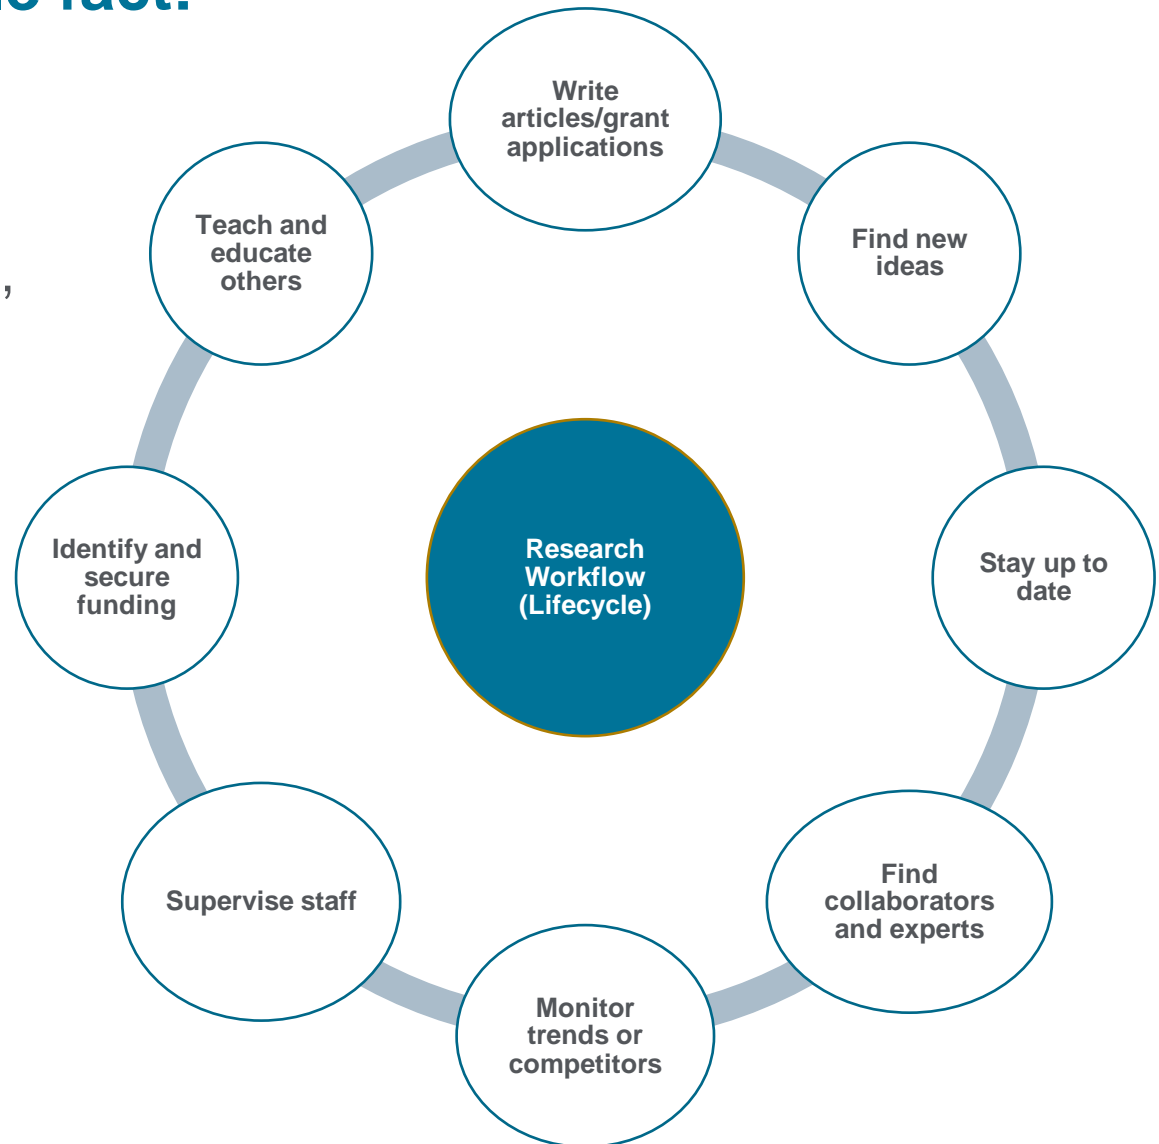 fact:
Write
articles/grant
applications
Find new
ideas
Stay up to
date
Find
collaborators
and experts
Monitor
trends or
competitors
Supervise staff
Identify and
secure
funding
Teach and
educate
others
,
Research
Workflow
(Lifecycle)